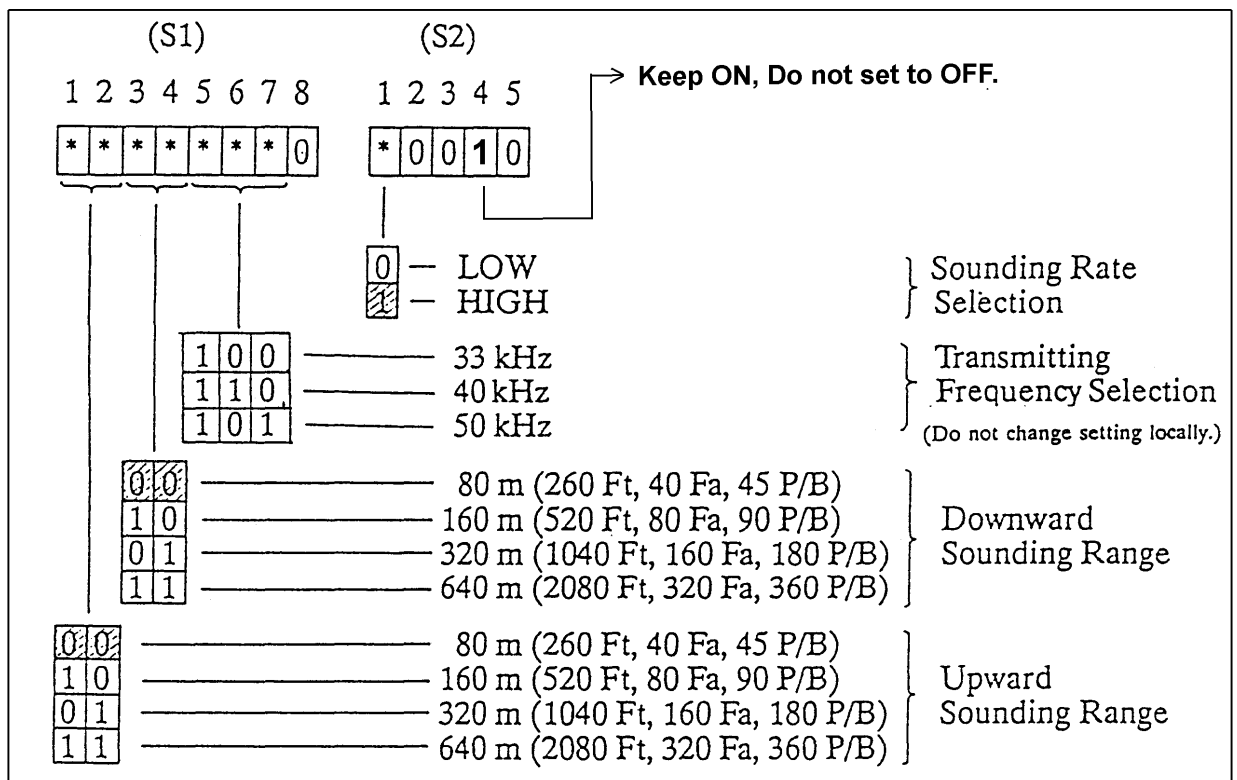 (S1) (S2)
Keep ON, Do not set to OFF.
1 2 3 4 5 6 7 8 1 2 3 4 5
* * * * * * * 0 * 0 0 1 0
0 — LOW
1 — HIGH
Sounding Rate
Selection
1 0 0 33 kHz
1 1 0 40 kHz
1 0 1 50 kHz
Transmitting
Frequency Selection
(Do not change setting locally.)
0 0 80 m (260 Ft, 40 Fa, 45 P/B)
1 0 160 m (520 Ft, 80 Fa, 90 P/B)
0 1 320 m (1040 Ft, 160 Fa, 180 P/B)
1 1 640 m (2080 Ft, 320 Fa, 360 P/B)
Downward
Sounding Range
0 0 80 m (260 Ft, 40 Fa, 45 P/B)
1 0 160 m (520 Ft, 80 Fa, 90 P/B)
0 1 320 m (1040 Ft, 160 Fa, 180 P/B)
1 1 640 m (2080 Ft, 320 Fa, 360 P/B)
Upward
Sounding Range